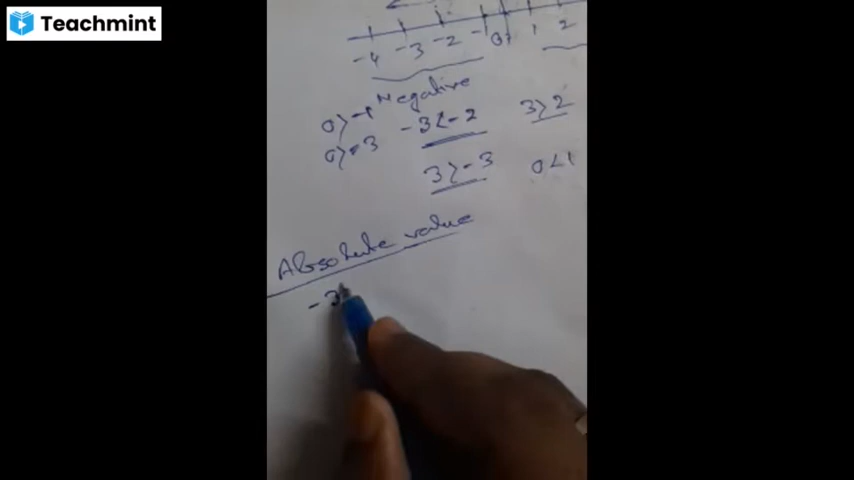 Teachmint
-4 -3 -2 -1 0 1 2
Negative
0>-1 -3<-2 3>2
0>-3
3>-3 0<1
Absolute value
-3